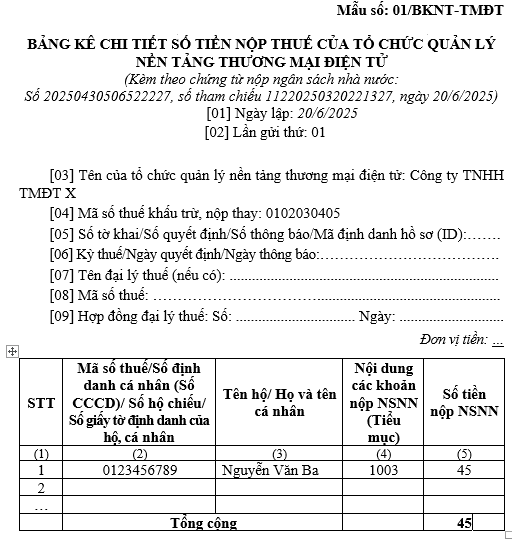 Mẫu số: 01/BKNT-TMĐT
BẢNG KÊ CHI TIẾT SỐ TIỀN NỘP THUẾ CỦA TỔ CHỨC QUẢN LÝ
NỀN TẢNG THƯƠNG MẠI ĐIỆN TỬ
(Kèm theo chứng từ nộp ngân sách nhà nước:
Số 20250430506522227, số tham chiếu 11220250320221327, ngày 20/6/2025)
[01] Ngày lập: 20/6/2025
[02] Lần gửi thứ: 01
[03] Tên của tổ chức quản lý nền tảng thương mại điện tử: Công ty TNHH
TMĐT X
[04] Mã số thuế khấu trừ, nộp thay: 0102030405
[05] Số tờ khai/Số quyết định/Số thông báo/Mã định danh hồ sơ (ID):…….
[06] Kỳ thuế/Ngày quyết định/Ngày thông báo:……………………………
[07] Tên đại lý thuế (nếu có): .............................................................................
[08] Mã số thuế: ………………………………...............................................
[09] Hợp đồng đại lý thuế: Số: .................................. Ngày: ..............................
Đơn vị tiền: ...
STT
Mã số thuế/Số định
danh cá nhân (Số
CCCD)/ Số hộ chiếu/
Số giấy tờ định danh của
hộ, cá nhân
Tên hộ/ Họ và tên
cá nhân
Nội dung
các khoản
nộp NSNN
(Tiểu
mục)
Số tiền
nộp NSNN
(1) (2) (3) (4) (5)
1 0123456789 Nguyễn Văn Ba 1003 45
2
…
Tổng cộng 45